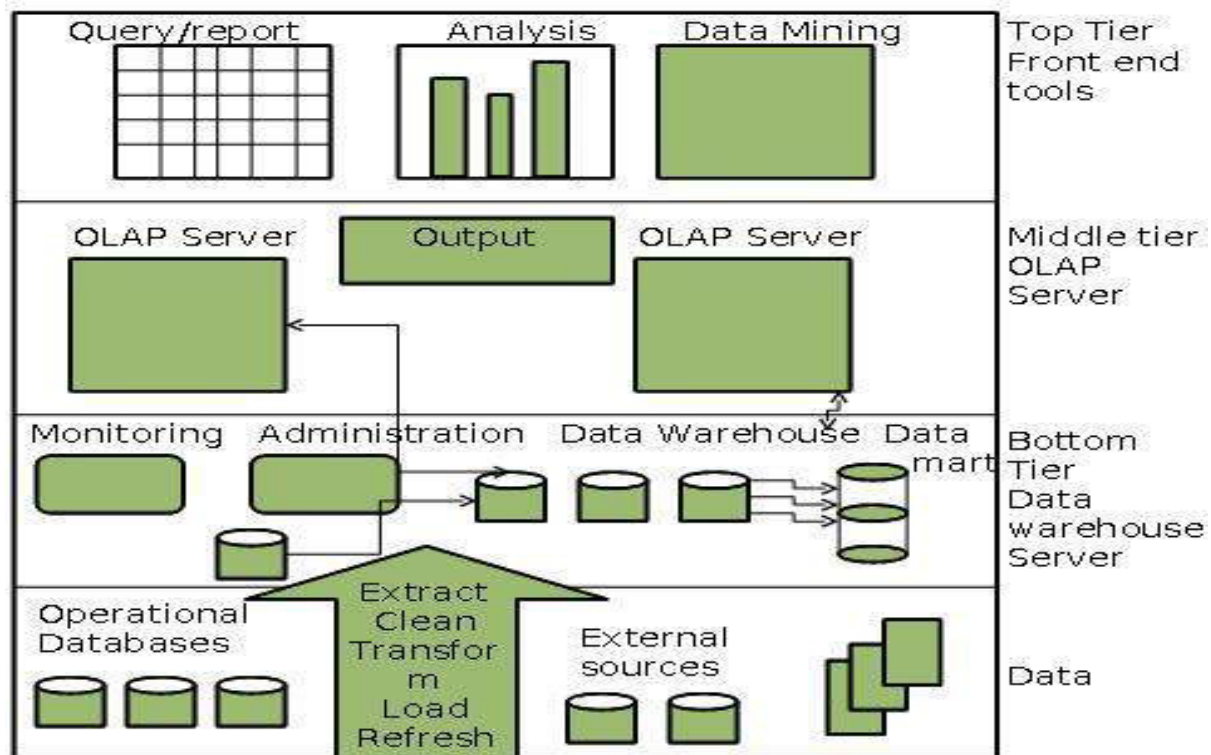 Query/report
Analysis
Data Mining
Top Tier
Front end
tools
OLAP Server
Output
OLAP Server
Middle tier
OLAP
Server
Monitoring
Administration
Data Warehouse
Data
mart
Bottom
Tier
Data
warehouse
Server
Operational
Databases
Extract
Clean
Transfor
m
Load
Refresh
External
sources
Data